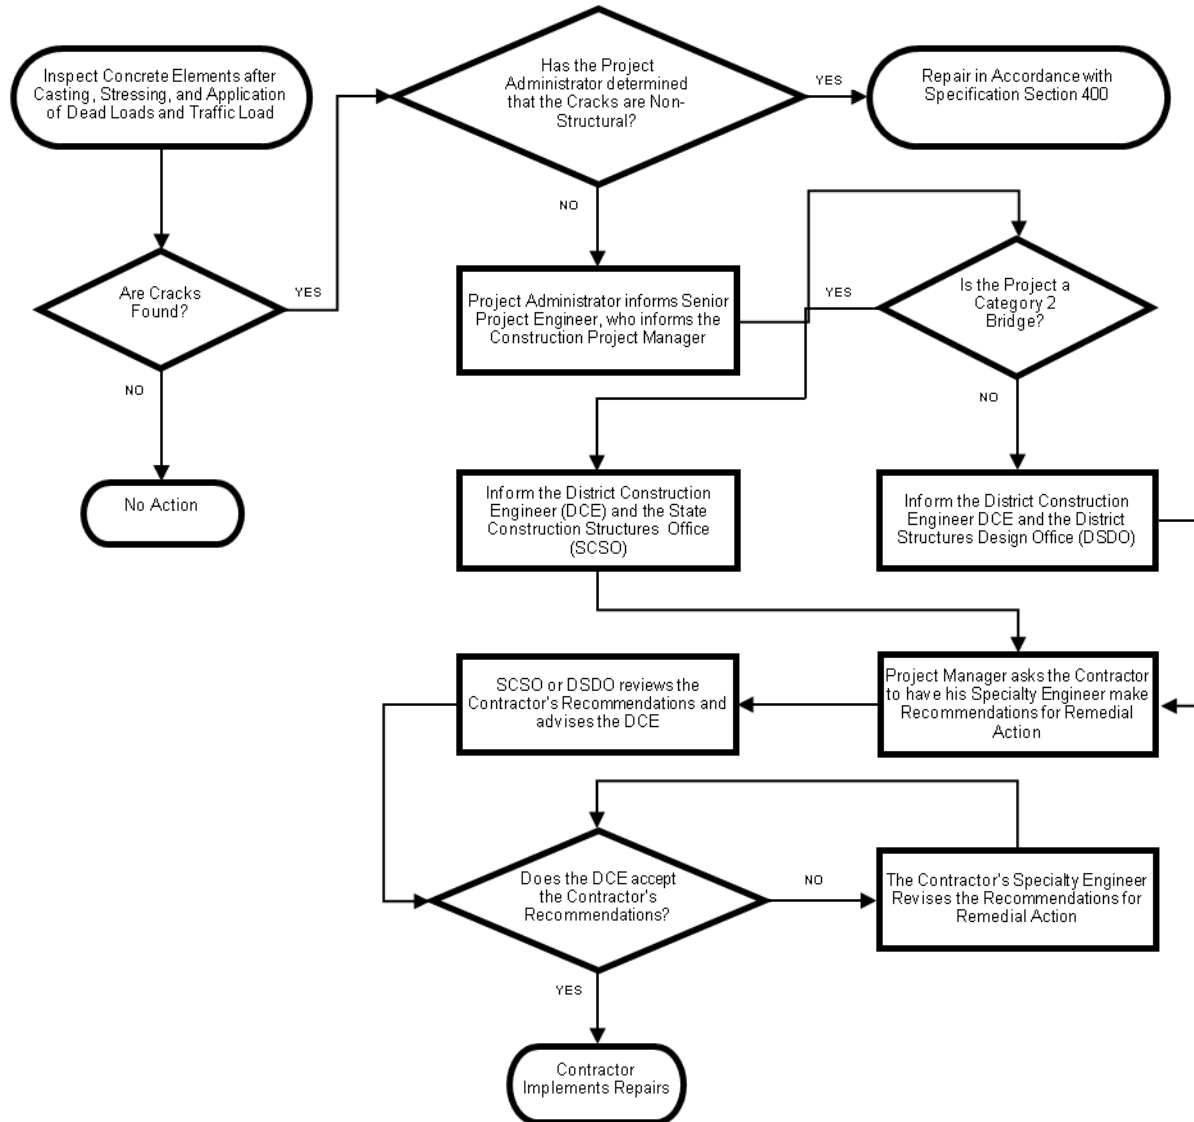 Inspect Concrete Elements after
Casting, Stressing, and Application
of Dead Loads and Traffic Load
Has the Project
Administrator determined
that the Cracks are Non-
Structural?
YES
Repair in Accordance with
Specification Section 400
NO
Are Cracks
Found?
YES
NO
No Action
Project Administrator informs Senior
Project Engineer, who informs the
Construction Project Manager
YES
Is the Project a
Category 2
Bridge?
NO
Inform the District Construction
Engineer (DCE) and the State
Construction Structures Office
(SCSO)
Inform the District Construction
Engineer DCE and the District
Structures Design Office (DSDO)
SCSO or DSDO reviews the
Contractor's Recommendations and
advises the DCE
Project Manager asks the Contractor
to have his Specialty Engineer make
Recommendations for Remedial
Action
Does the DCE accept
the Contractor's
Recommendations?
NO
The Contractor's Specialty Engineer
Revises the Recommendations for
Remedial Action
YES
Contractor
Implements Repairs